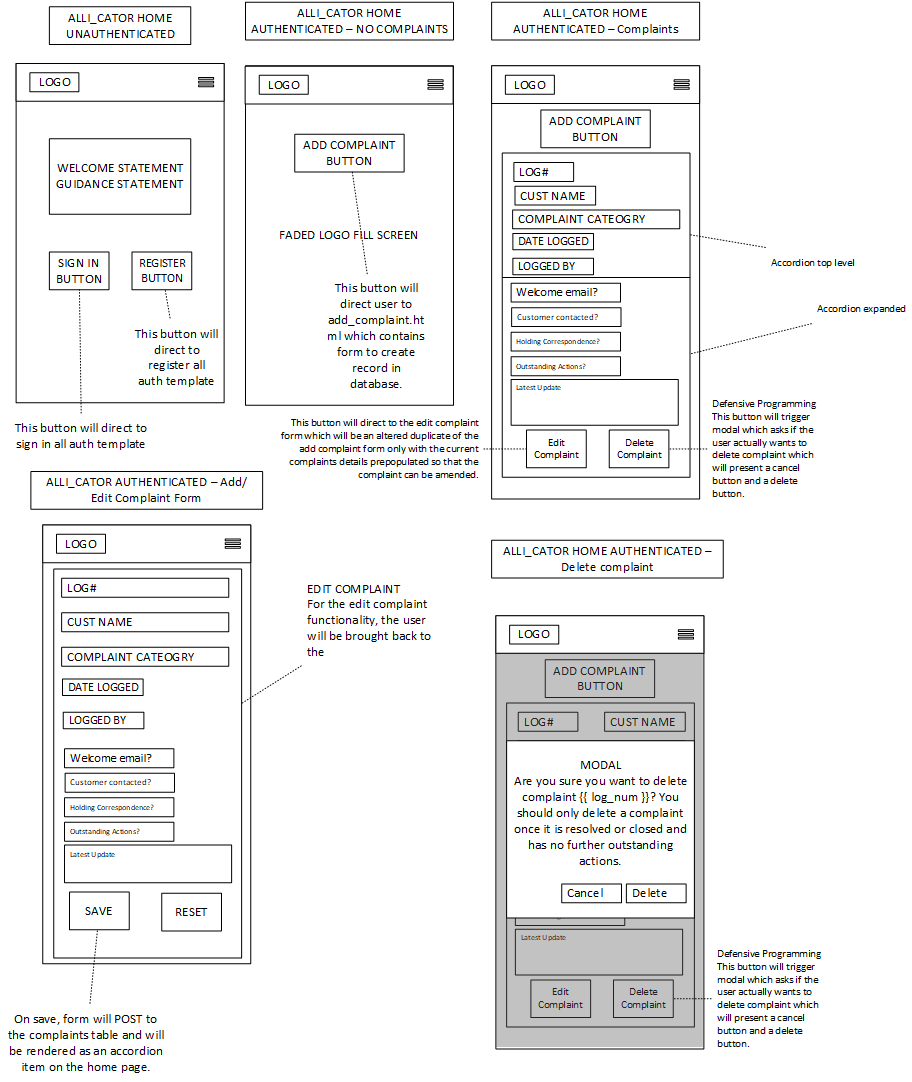 ALLI_CATOR HOME
UNAUTHENTICATED
LOGO
WELCOME STATEMENT
GUIDANCE STATEMENT
SIGN IN
BUTTON
REGISTER
BUTTON
This button will
direct to
register all
auth template
This button will direct to
sign in all auth template
ALLI_CATOR HOME
AUTHENTICATED – NO COMPLAINTS
LOGO
ADD COMPLAINT
BUTTON
FADED LOGO FILL SCREEN
This button will
direct user to
add_complaint.ht
ml which contains
form to create
record in
database.
ALLI_CATOR HOME
AUTHENTICATED – Complaints
LOGO
ADD COMPLAINT
BUTTON
LOG#
CUST NAME
COMPLAINT CATEOGRY
DATE LOGGED
LOGGED BY
Welcome email?
Customer contacted?
Holding Correspondence?
Outstanding Actions?
Latest Update
Edit
Complaint
Delete
Complaint
Accordion top level
Accordion expanded
This button will direct to the edit complaint
form which will be an altered duplicate of the
add complaint form only with the current
complaints details prepopulated so that the
complaint can be amended.
Defensive Programming
This button will trigger
modal which asks if the
user actually wants to
delete complaint which
will present a cancel
button and a delete
button.
ALLI_CATOR AUTHENTICATED – Add/
Edit Complaint Form
LOGO
LOG#
CUST NAME
COMPLAINT CATEOGRY
DATE LOGGED
LOGGED BY
Welcome email?
Customer contacted?
Holding Correspondence?
Outstanding Actions?
Latest Update
SAVE
RESET
EDIT COMPLAINT
For the edit complaint
functionality, the user
will be brought back to
the
On save, form will POST to
the complaints table and will
be rendered as an accordion
item on the home page.
ALLI_CATOR HOME AUTHENTICATED –
Delete complaint
LOGO
ADD COMPLAINT
BUTTON
LOG#
CUST NAME
MODAL
Are you sure you want to delete
complaint {{ log_num }}? You
should only delete a complaint
once it is resolved or closed and
has no further outstanding
actions.
Cancel
Delete
Latest Update
Edit
Complaint
Delete
Complaint
Defensive Programming
This button will trigger
modal which asks if the
user actually wants to
delete complaint which
will present a cancel
button and a delete
button.